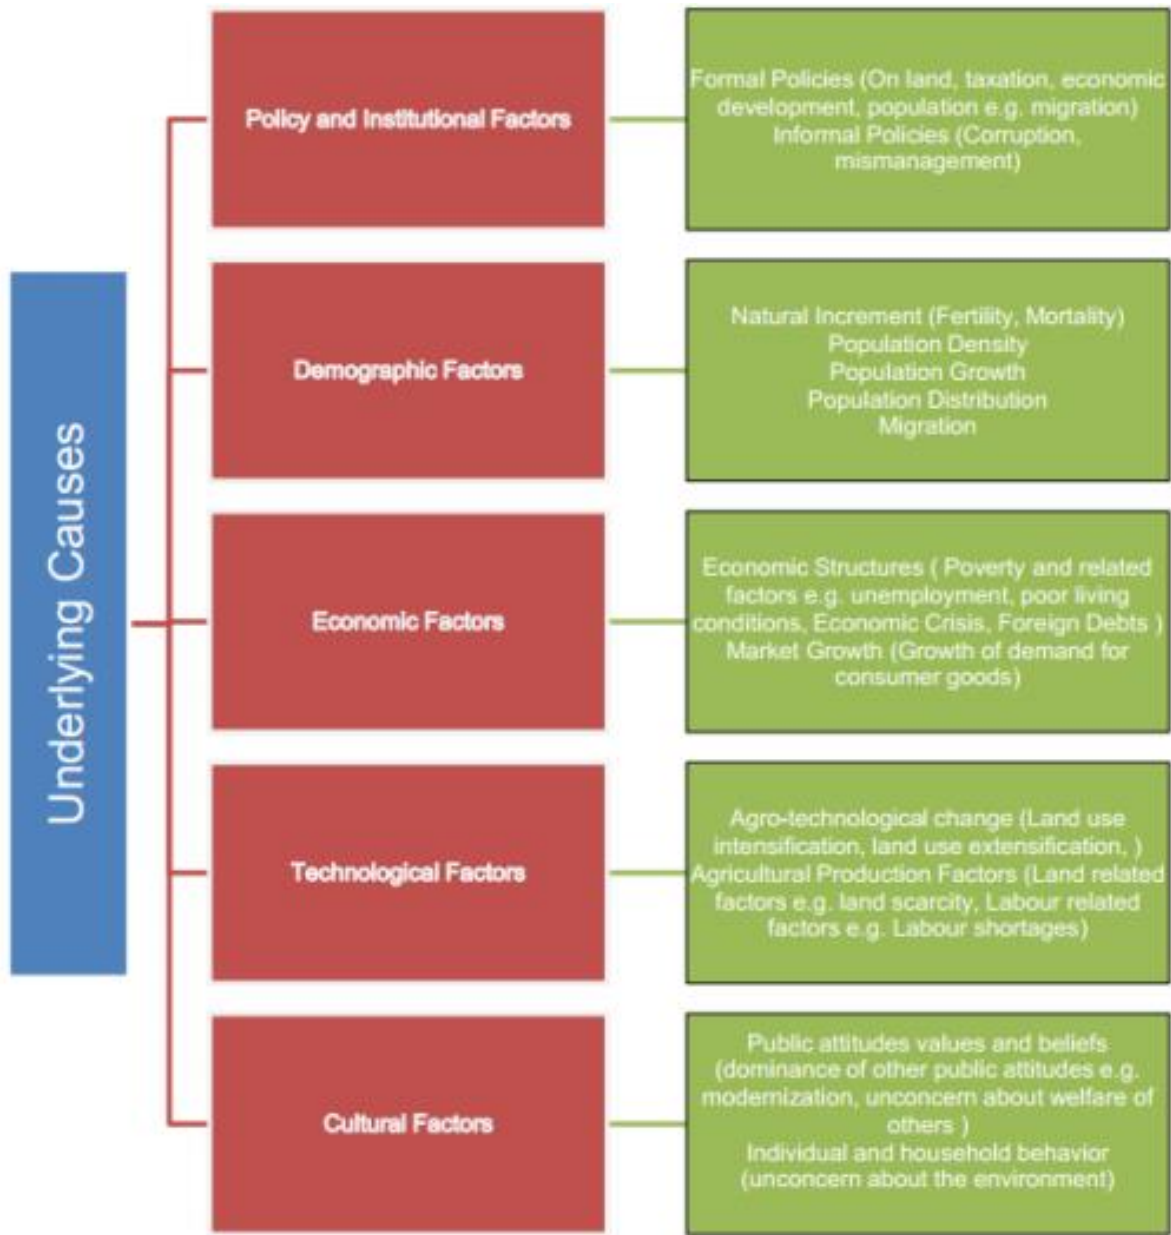 Underlying Causes
Policy and Institutional Factors
Formal Policies (On land, taxation, economic
development, population e.g. migration)
Informal Policies (Corruption,
mismanagement)
Demographic Factors
Natural Increment (Fertility, Mortality)
Population Density
Population Growth
Population Distribution
Migration
Economic Factors
Economic Structures ( Poverty and related
factors e.g. unemployment, poor living
conditions, Economic Crisis, Foreign Debts )
Market Growth (Growth of demand for
consumer goods)
Technological Factors
Agro-technological change (Land use
intensification, land use extensification, )
Agricultural Production Factors (Land related
factors e.g. land scarcity, Labour related
factors e.g. Labour shortages)
Cultural Factors
Public attitudes values and beliefs
(dominance of other public attitudes e.g.
modernization, unconcern about welfare of
others )
Individual and household behavior
(unconcern about the environment)